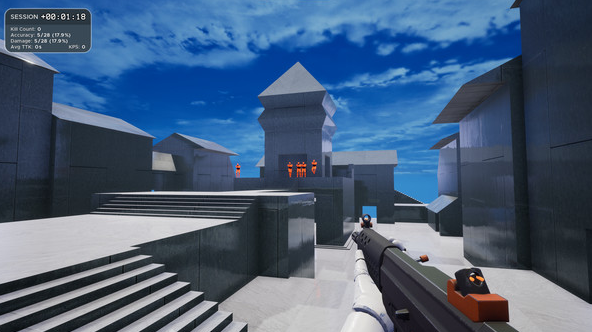 SESSION +00:01:18
Kill Count: 0
Accuracy: 5/28 (17.9%)
Damage: 5/28 (17.9%)
Avg TTK: 0s KPS: 0